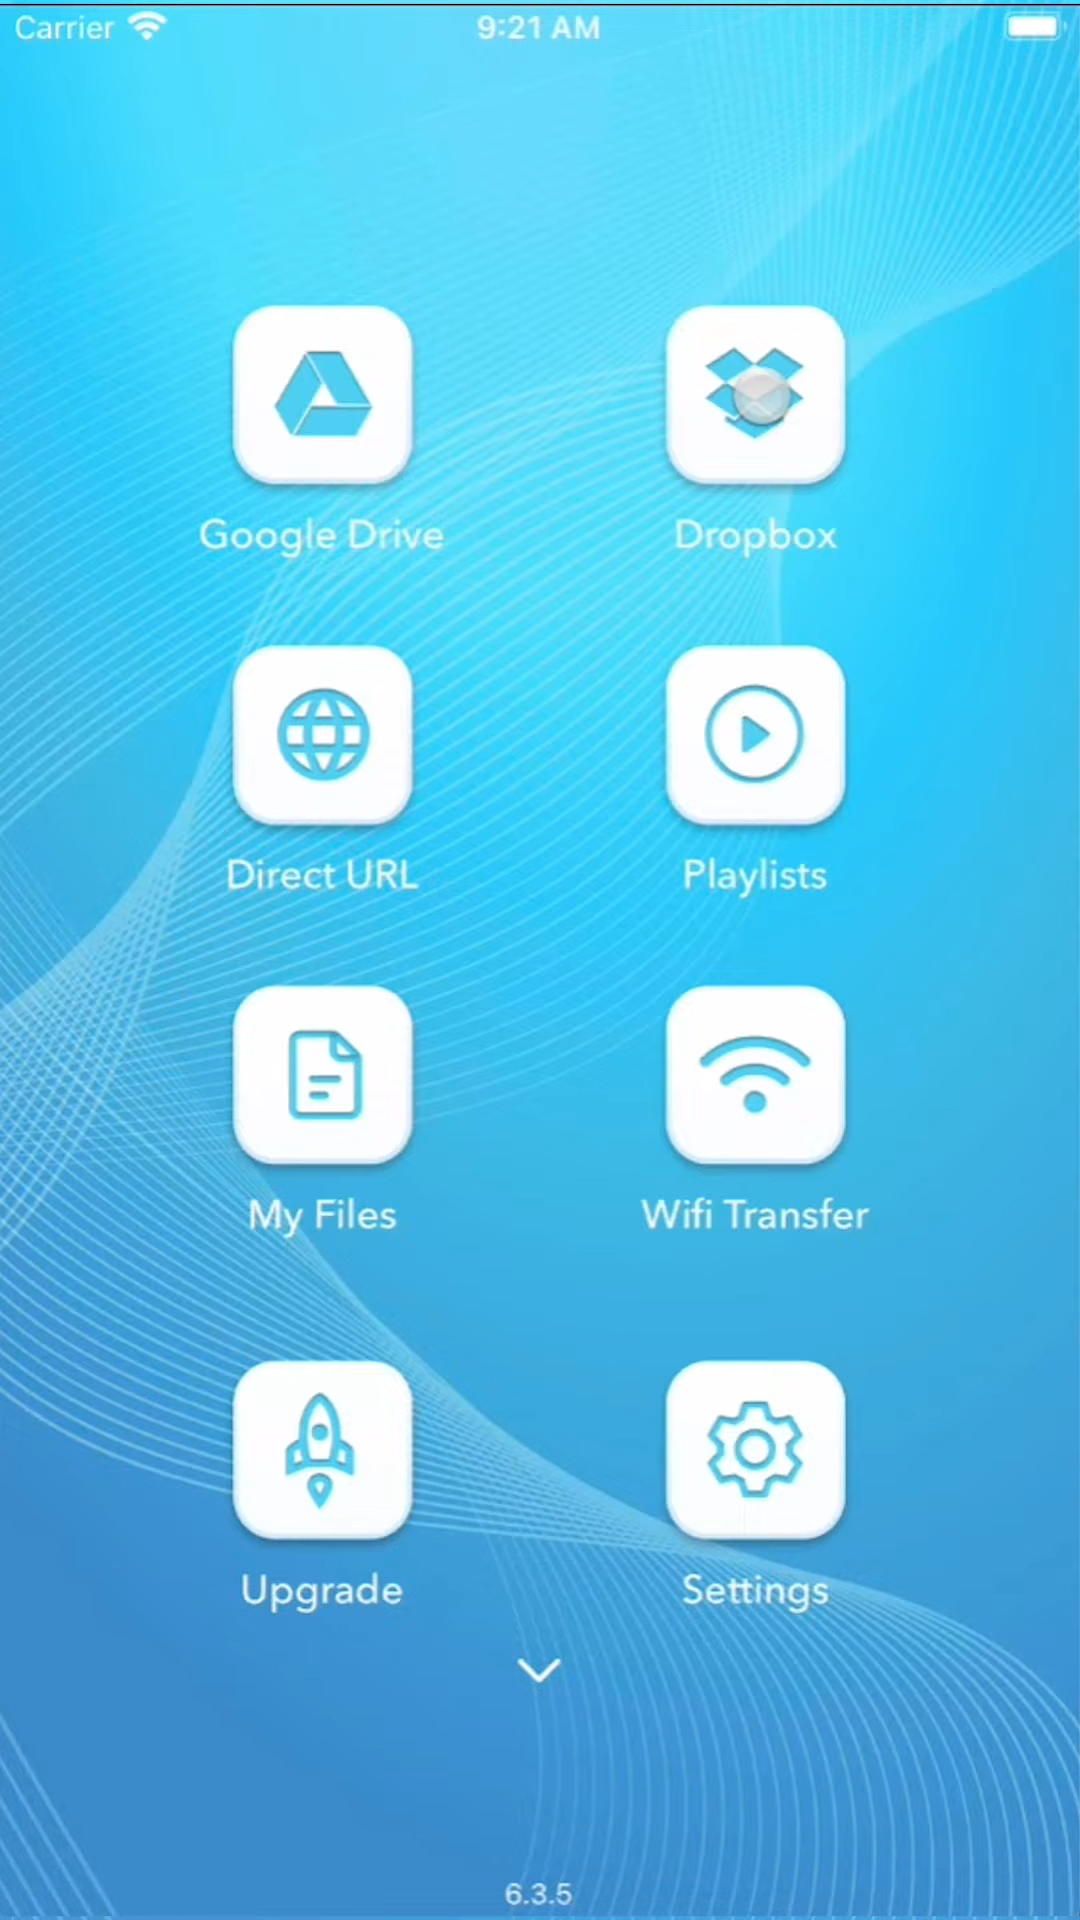 Carrier 9:21 AM
Google Drive Dropbox
Direct URL Playlists
My Files Wifi Transfer
Upgrade Settings
6.3.5